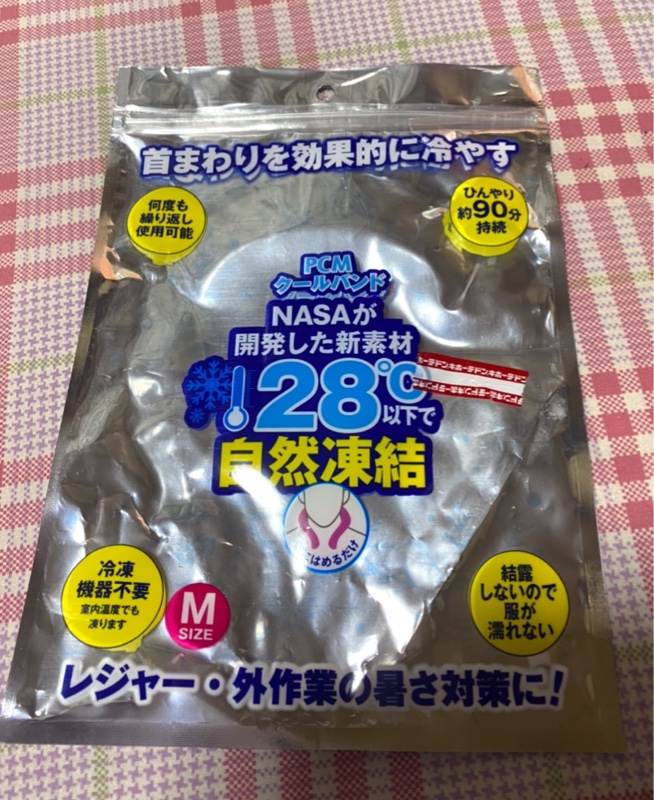 首まわりを効果的に冷やす
何度も
繰り返し
使用可能
ひんやり
約90分
持続
PCM
クールバンド
NASAが
開発した新素材
28℃
以下で
自然凍結
はめるだけ
冷凍
機器不要
室内温度でも
凍ります
M
SIZE
結露
しないので
服が
濡れない
レジャー・外作業の暑さ対策に!